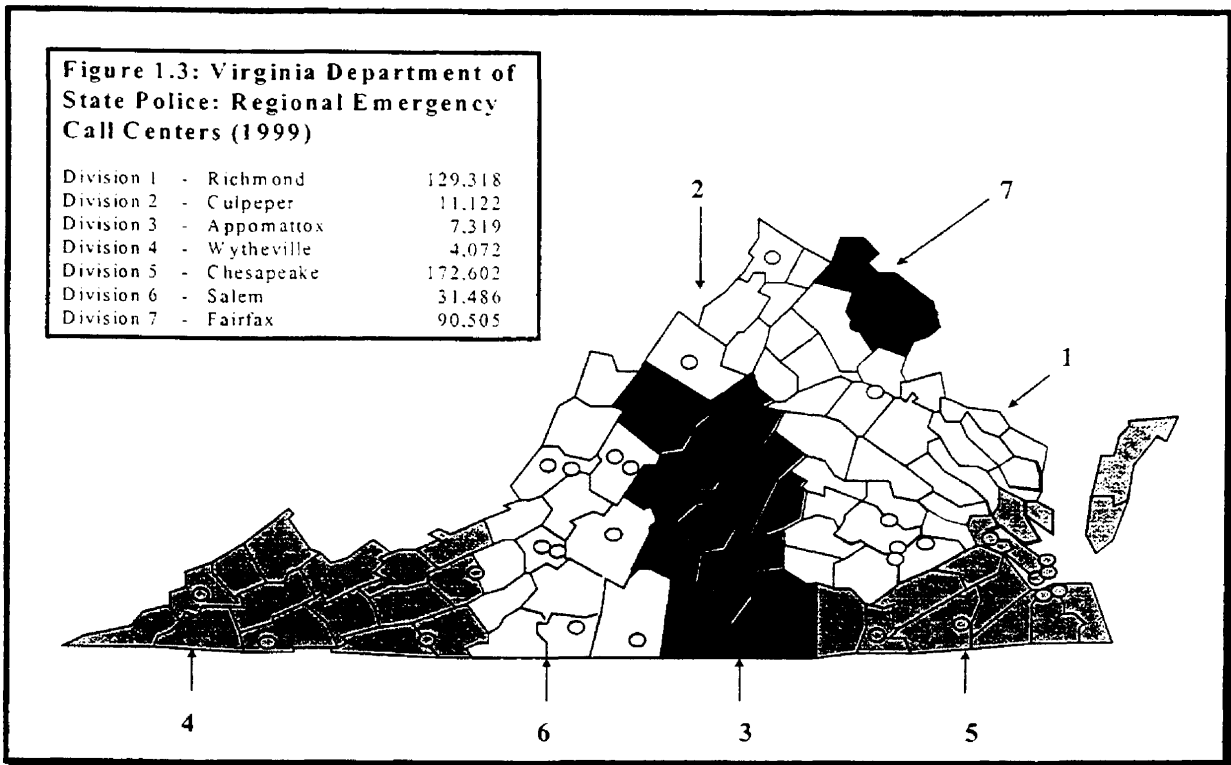 Figure 1.3: Virginia Department of
State Police: Regional Emergency
Call Centers (1999)
Division 1 - Richmond 129,318
Division 2 - Culpeper 11,122
Division 3 - Appomattox 7,319
Division 4 - Wytheville 4,072
Division 5 - Chesapeake 172,602
Division 6 - Salem 31,486
Division 7 - Fairfax 90,505
2
7
1
4
6
3
5